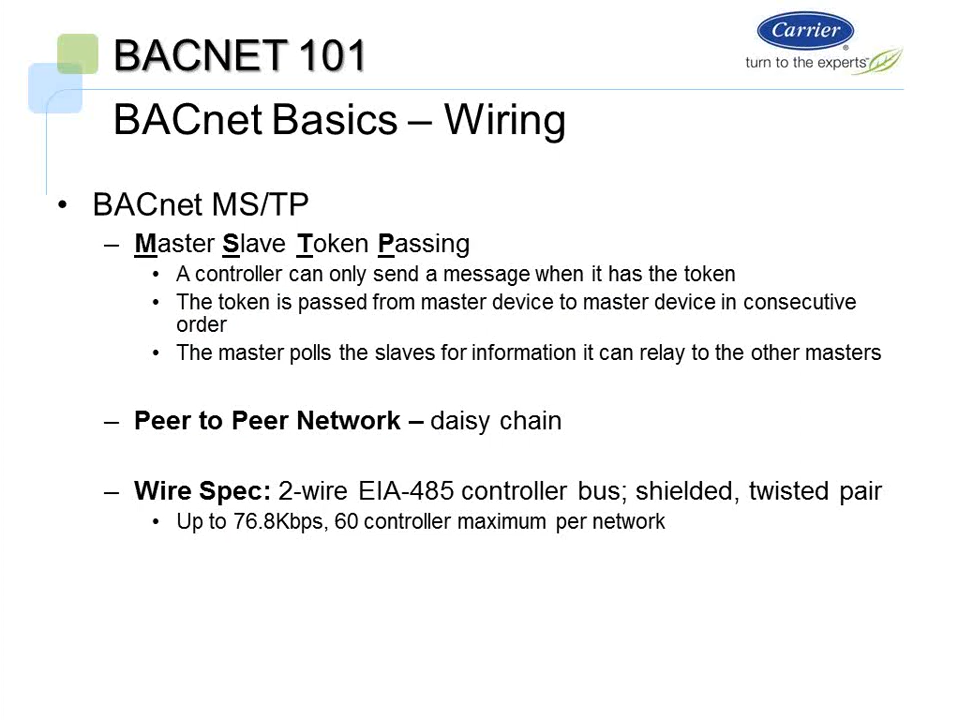 BACNET 101
Carrier
turn to the experts
BACnet Basics – Wiring
• BACnet MS/TP
– Master Slave Token Passing
• A controller can only send a message when it has the token
• The token is passed from master device to master device in consecutive
order
• The master polls the slaves for information it can relay to the other masters
– Peer to Peer Network – daisy chain
– Wire Spec: 2-wire EIA-485 controller bus; shielded, twisted pair
• Up to 76.8Kbps, 60 controller maximum per network